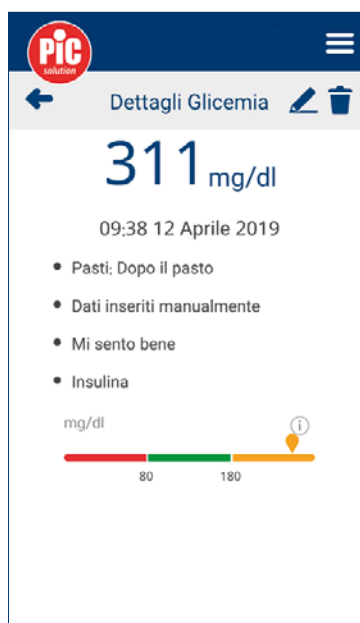 PiC
solution
Dettagli Glicemia
311 mg/dl
09:38 12 Aprile 2019
Pasti: Dopo il pasto
Dati inseriti manualmente
Mi sento bene
Insulina
mg/dl
80 180